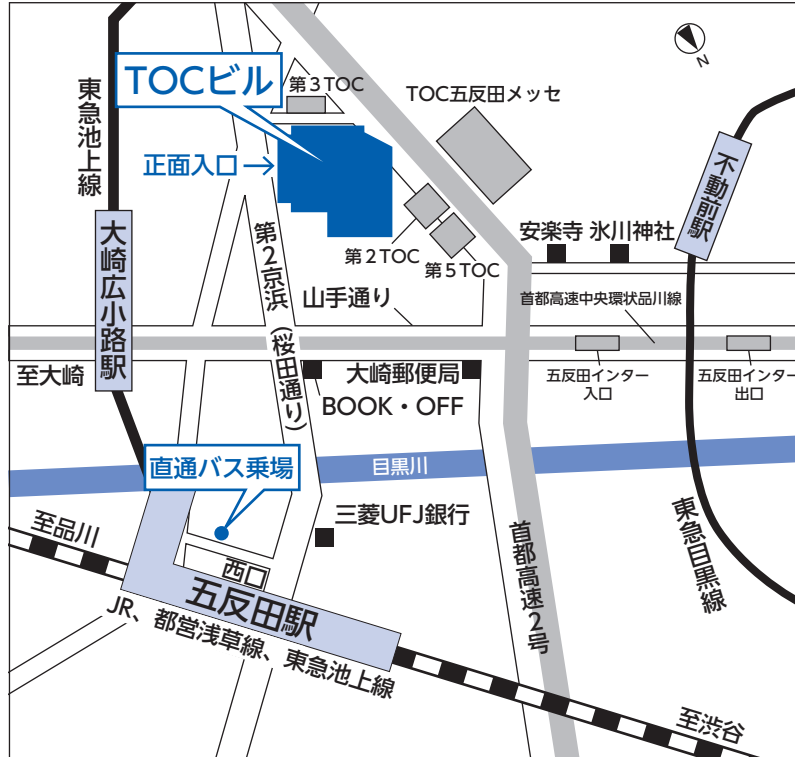 N
TOCビル
第3TOC
TOC五反田メッセ
東急池上線
正面入口→
不動前駅
大崎広小路駅
第2京浜（桜田通り）
第2TOC
第5TOC
安楽寺
氷川神社
山手通り
首都高速中央環状品川線
至大崎
大崎郵便局
BOOK・OFF
五反田インター
入口
五反田インター
出口
直通バス乗場
目黒川
至品川
三菱UFJ銀行
首都高速2号
東急目黒線
西口
五反田駅
JR、都営浅草線、東急池上線
至渋谷